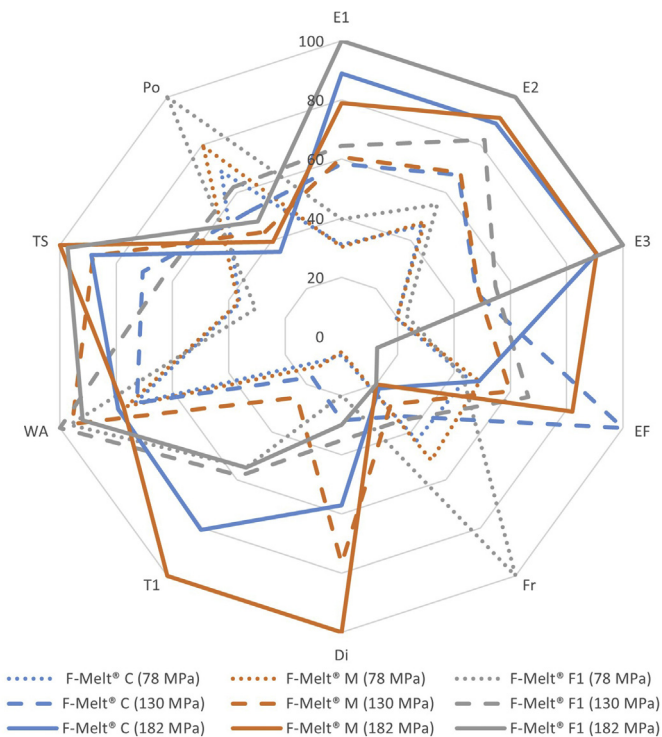 E1
100
Po
E2
80
60
40
TS
E3
20
0
WA
EF
T1
Fr
Di
F-Melt® C (78 MPa) F-Melt® M (78 MPa) F-Melt® F1 (78 MPa)
F-Melt® C (130 MPa) F-Melt® M (130 MPa) F-Melt® F1 (130 MPa)
F-Melt® C (182 MPa) F-Melt® M (182 MPa) F-Melt® F1 (182 MPa)